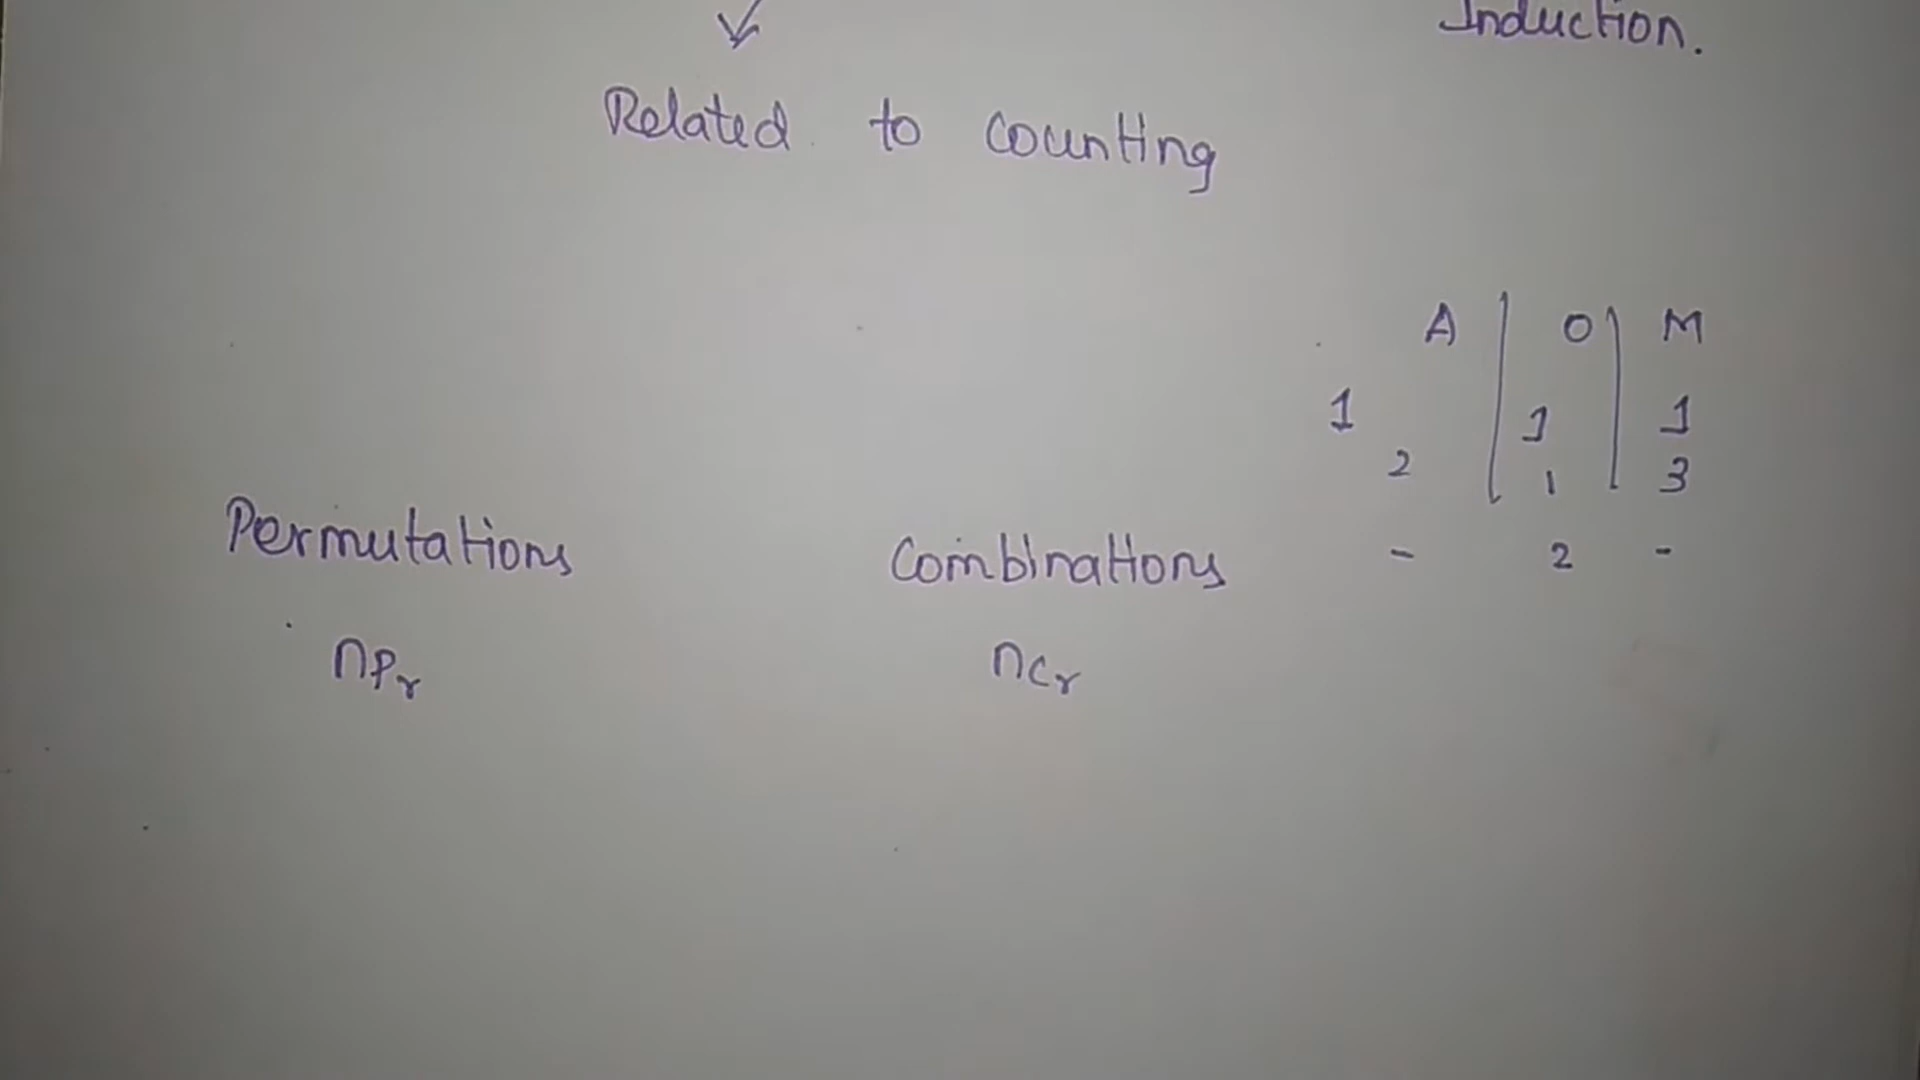 Induction.
Related to counting
A | O | M
1 1 1
2 1 3
- 2 -
Permutations Combinations
nPr nCr